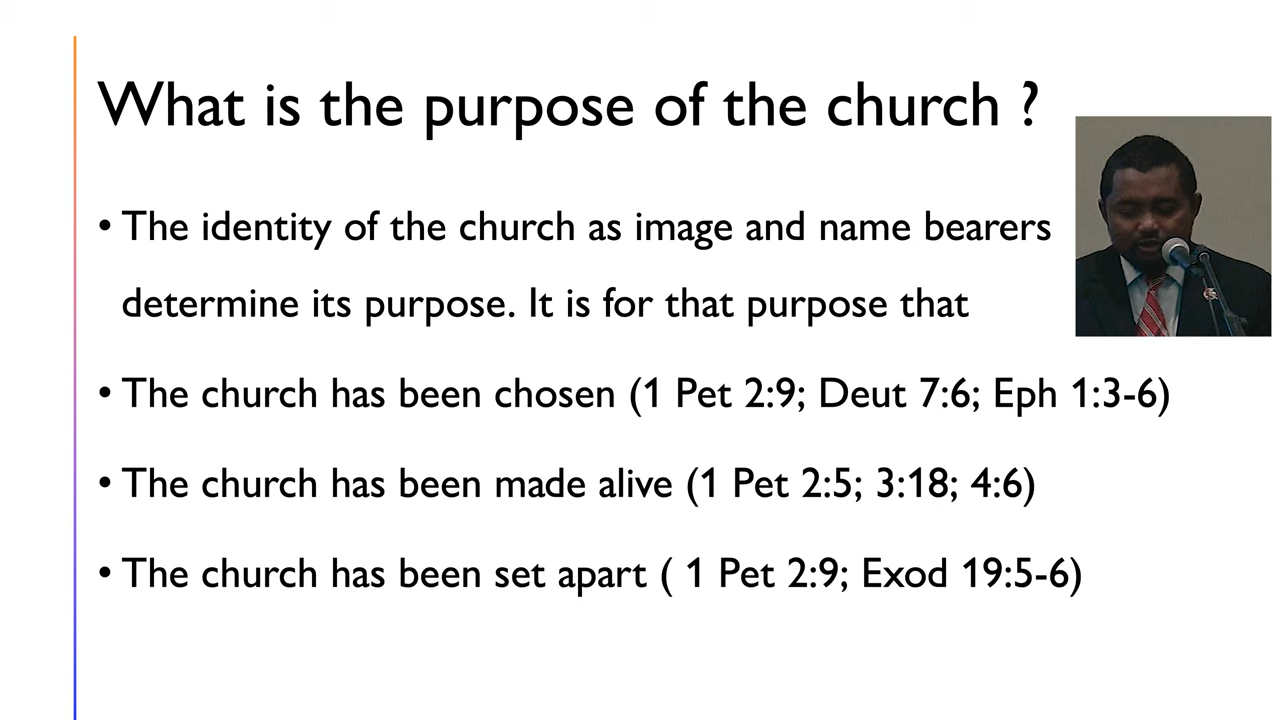 What is the purpose of the church ?
• The identity of the church as image and name bearers
determine its purpose. It is for that purpose that
• The church has been chosen (1 Pet 2:9; Deut 7:6; Eph 1:3-6)
• The church has been made alive (1 Pet 2:5; 3:18; 4:6)
• The church has been set apart ( 1 Pet 2:9; Exod 19:5-6)